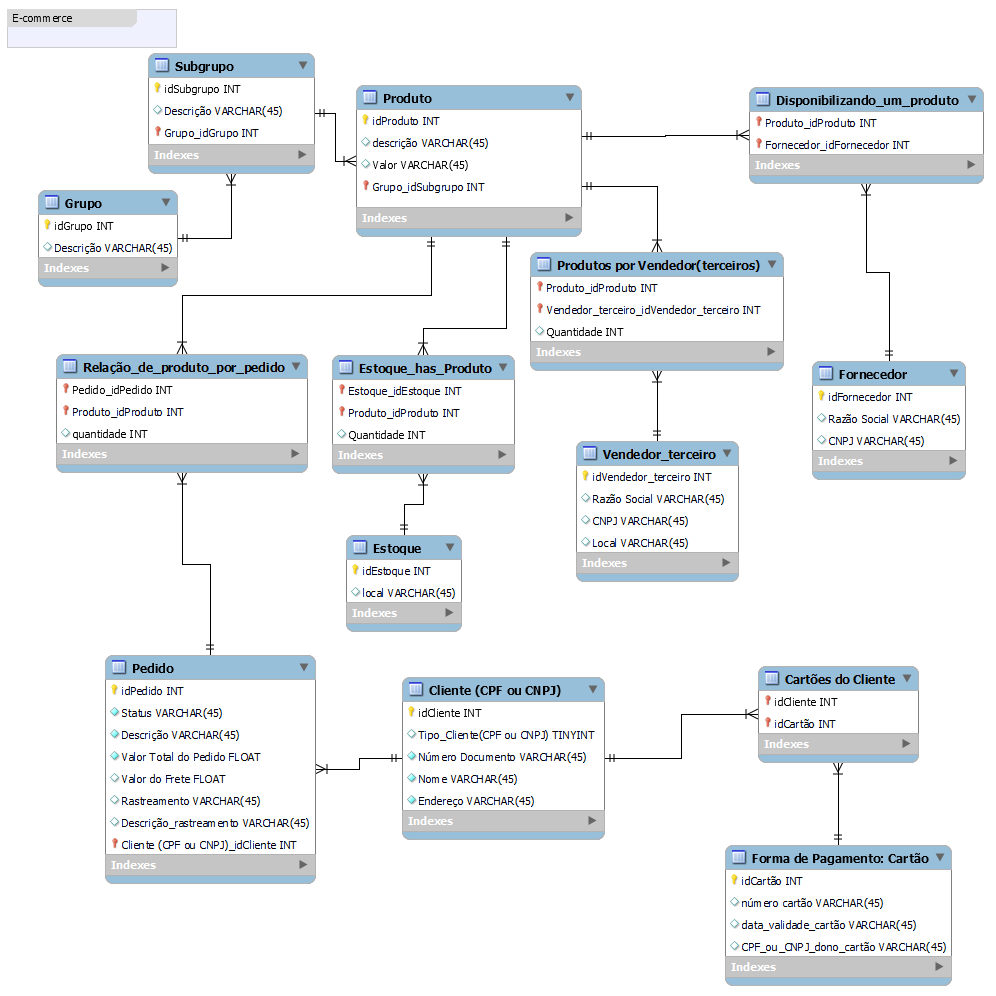 E-commerce
Subgrupo
idSubgrupo INT
Descrição VARCHAR(45)
Grupo_idGrupo INT
Indexes
Grupo
idGrupo INT
Descrição VARCHAR(45)
Indexes
Produto
idProduto INT
descrição VARCHAR(45)
Valor VARCHAR(45)
Grupo_idSubgrupo INT
Indexes
Disponibilizando_um_produto
Produto_idProduto INT
Fornecedor_idFornecedor INT
Indexes
Produtos por Vendedor(terceiros)
Produto_idProduto INT
Vendedor_terceiro_idVendedor_terceiro INT
Quantidade INT
Indexes
Relação_de_produto_por_pedido
Pedido_idPedido INT
Produto_idProduto INT
quantidade INT
Indexes
Estoque_has_Produto
Estoque_idEstoque INT
Produto_idProduto INT
Quantidade INT
Indexes
Fornecedor
idFornecedor INT
Razão Social VARCHAR(45)
CNPJ VARCHAR(45)
Indexes
Vendedor_terceiro
idVendedor_terceiro INT
Razão Social VARCHAR(45)
CNPJ VARCHAR(45)
Local VARCHAR(45)
Indexes
Estoque
idEstoque INT
local VARCHAR(45)
Indexes
Pedido
idPedido INT
Status VARCHAR(45)
Descrição VARCHAR(45)
Valor Total do Pedido FLOAT
Valor do Frete FLOAT
Rastreamento VARCHAR(45)
Descrição_rastreamento VARCHAR(45)
Cliente (CPF ou CNPJ)_idCliente INT
Indexes
Cliente (CPF ou CNPJ)
idCliente INT
Tipo_Cliente(CPF ou CNPJ) TINYINT
Número Documento VARCHAR(45)
Nome VARCHAR(45)
Endereço VARCHAR(45)
Indexes
Cartões do Cliente
idCliente INT
idCartão INT
Indexes
Forma de Pagamento: Cartão
idCartão INT
número cartão VARCHAR(45)
data_validade_cartão VARCHAR(45)
CPF_ou_CNPJ_dono_cartão VARCHAR(45)
Indexes